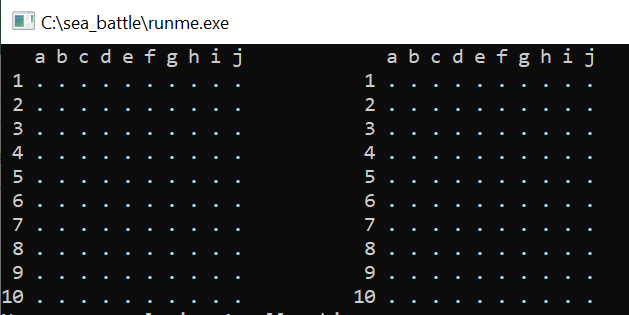 C:\sea_battle\runme.exe
a b c d e f g h i j a b c d e f g h i j
1 . . . . . . . . . . 1 . . . . . . . . . .
2 . . . . . . . . . . 2 . . . . . . . . . .
3 . . . . . . . . . . 3 . . . . . . . . . .
4 . . . . . . . . . . 4 . . . . . . . . . .
5 . . . . . . . . . . 5 . . . . . . . . . .
6 . . . . . . . . . . 6 . . . . . . . . . .
7 . . . . . . . . . . 7 . . . . . . . . . .
8 . . . . . . . . . . 8 . . . . . . . . . .
9 . . . . . . . . . . 9 . . . . . . . . . .
10 . . . . . . . . . . 10 . . . . . . . . . .